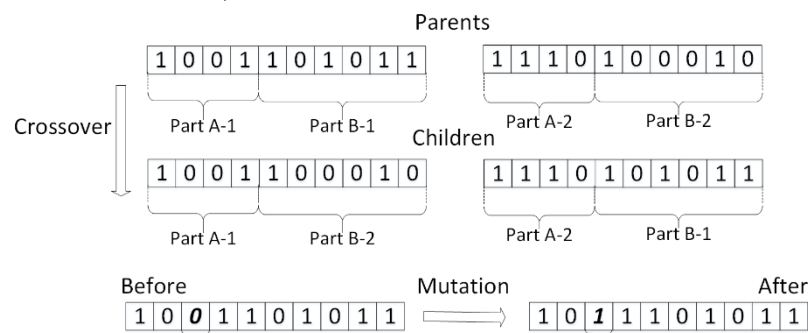 Parents
1 0 0 1 1 0 1 0 1 1 1 1 1 0 1 0 0 0 1 0
Part A-1 Part B-1 Part A-2 Part B-2
Crossover
Children
1 0 0 1 1 0 0 0 1 0 1 1 1 0 1 0 1 0 1 1
Part A-1 Part B-2 Part A-2 Part B-1
Before Mutation After
1 0 0 1 1 0 1 0 1 1 1 0 1 1 1 0 1 0 1 1